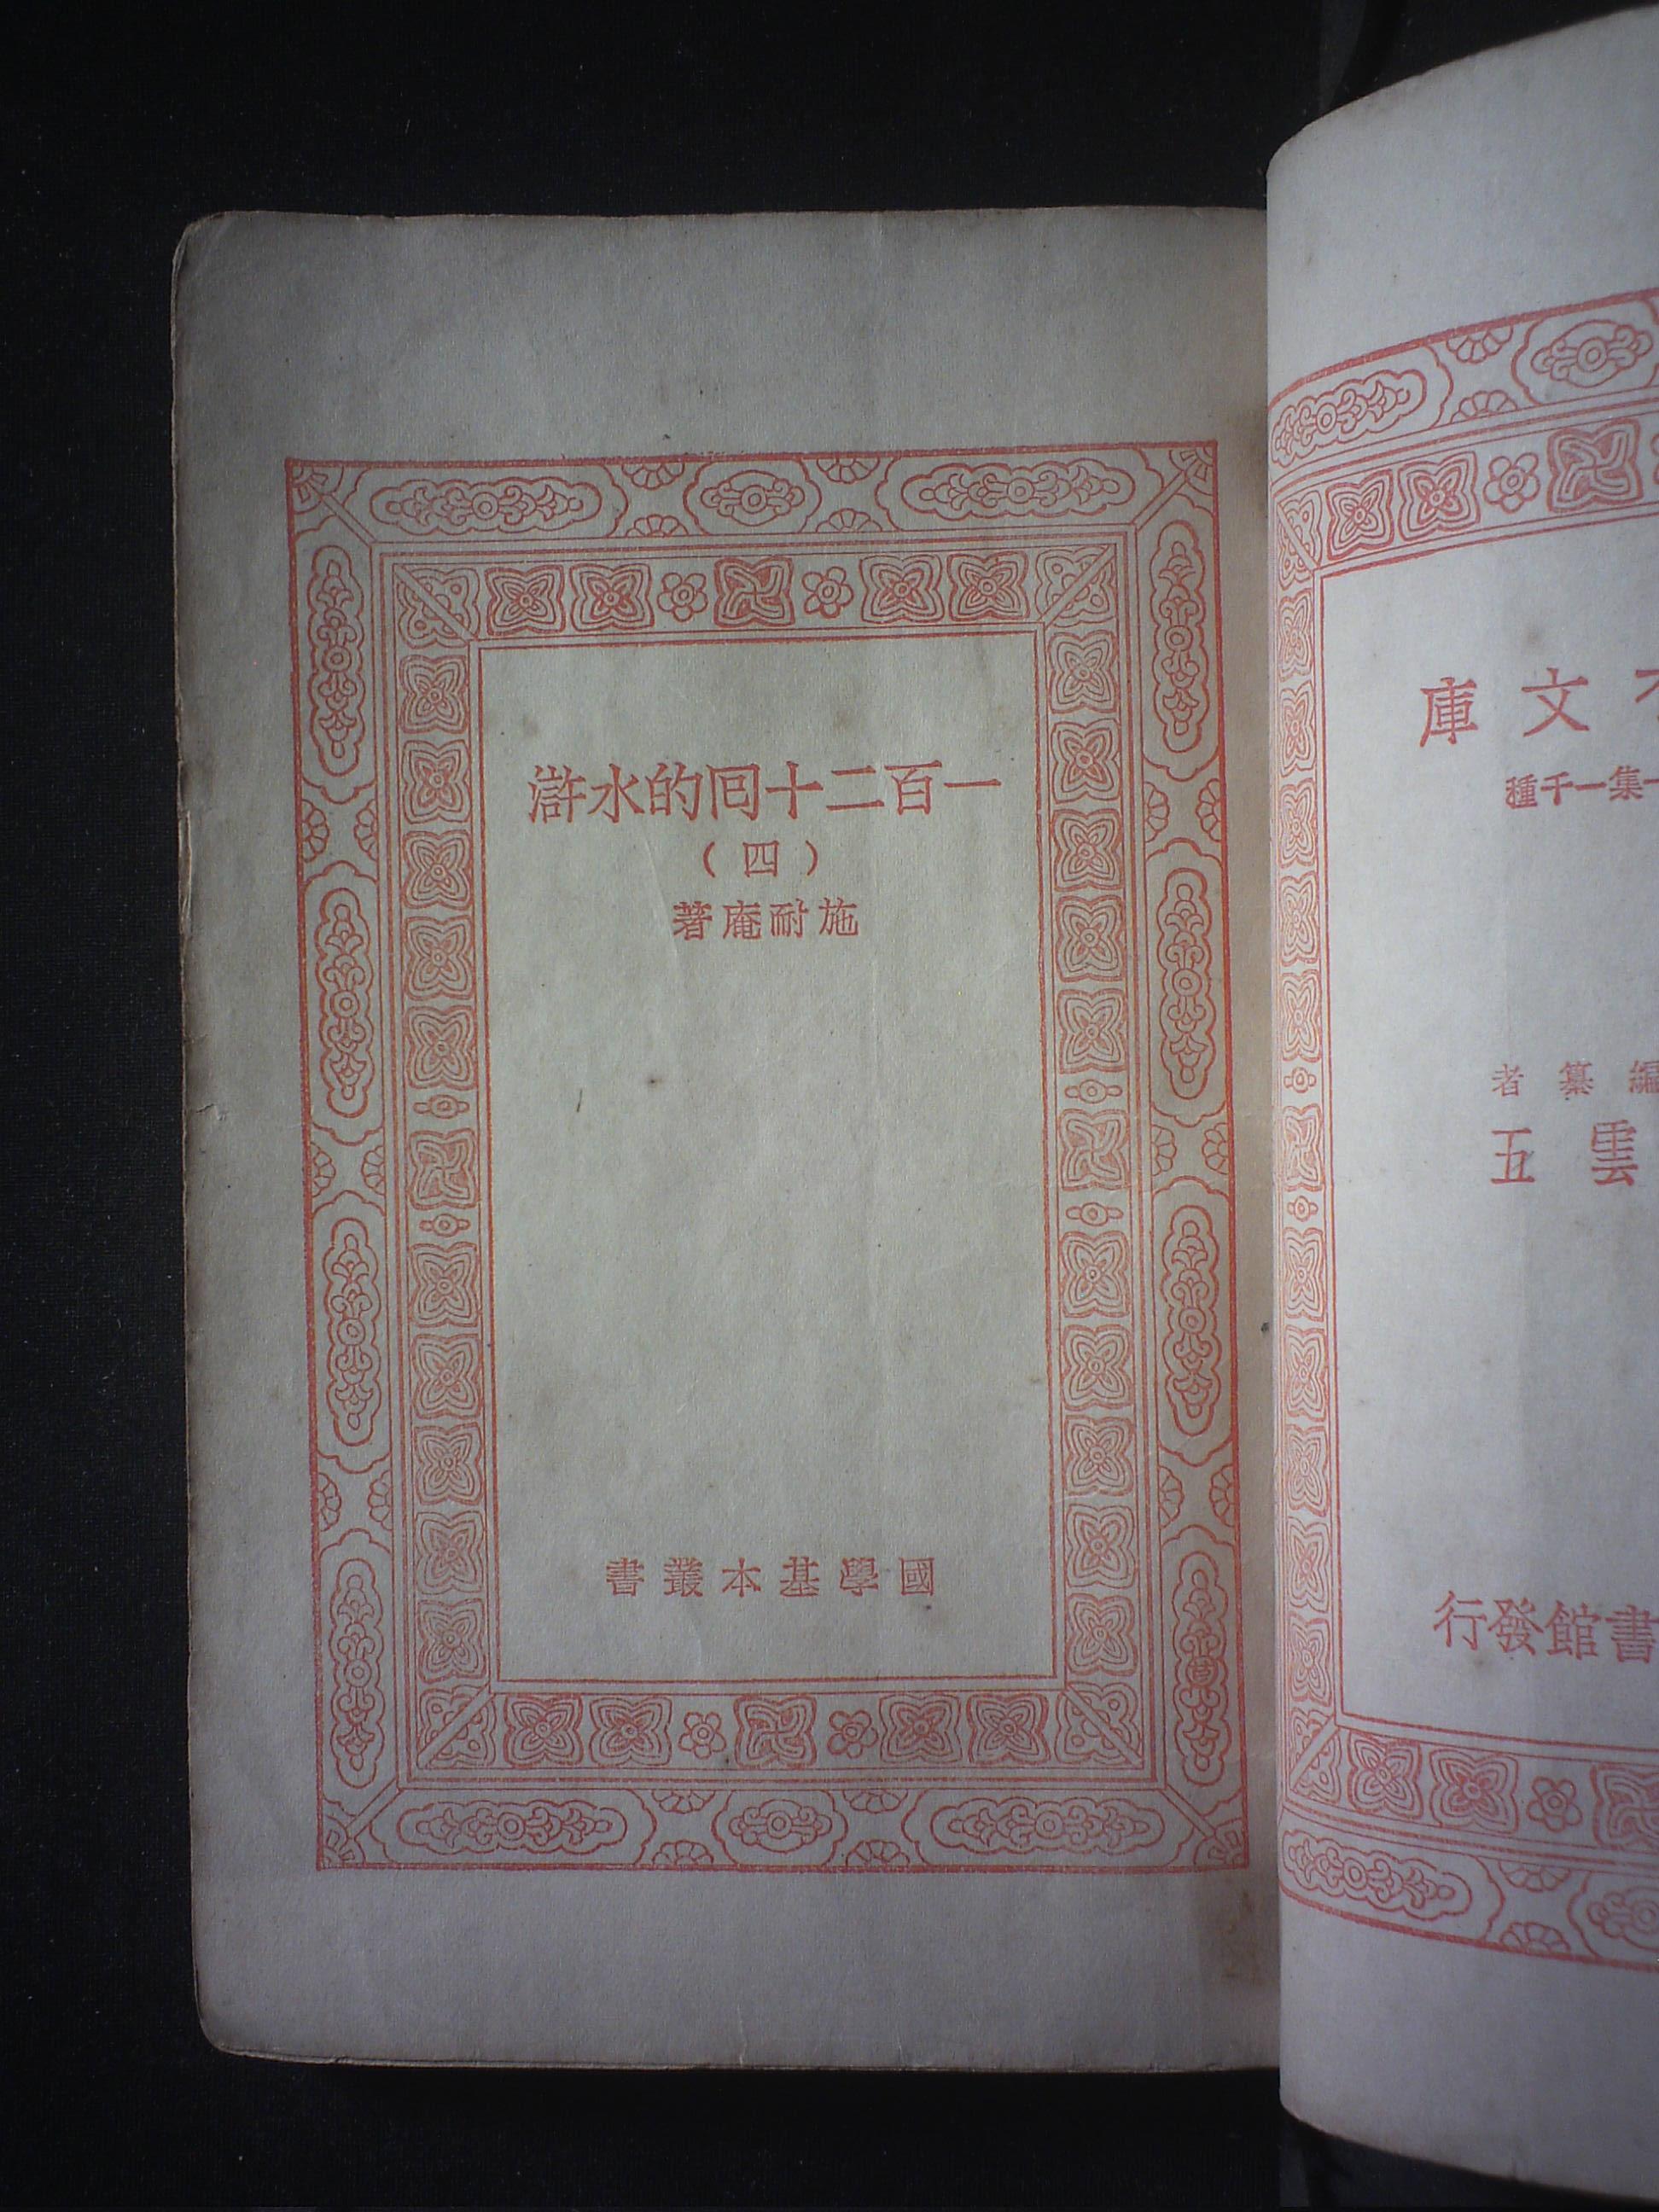 文庫
集一千種
編纂者
雲五
書館發行
一百二十回的水滸
（四）
施耐庵著
國學基本叢書